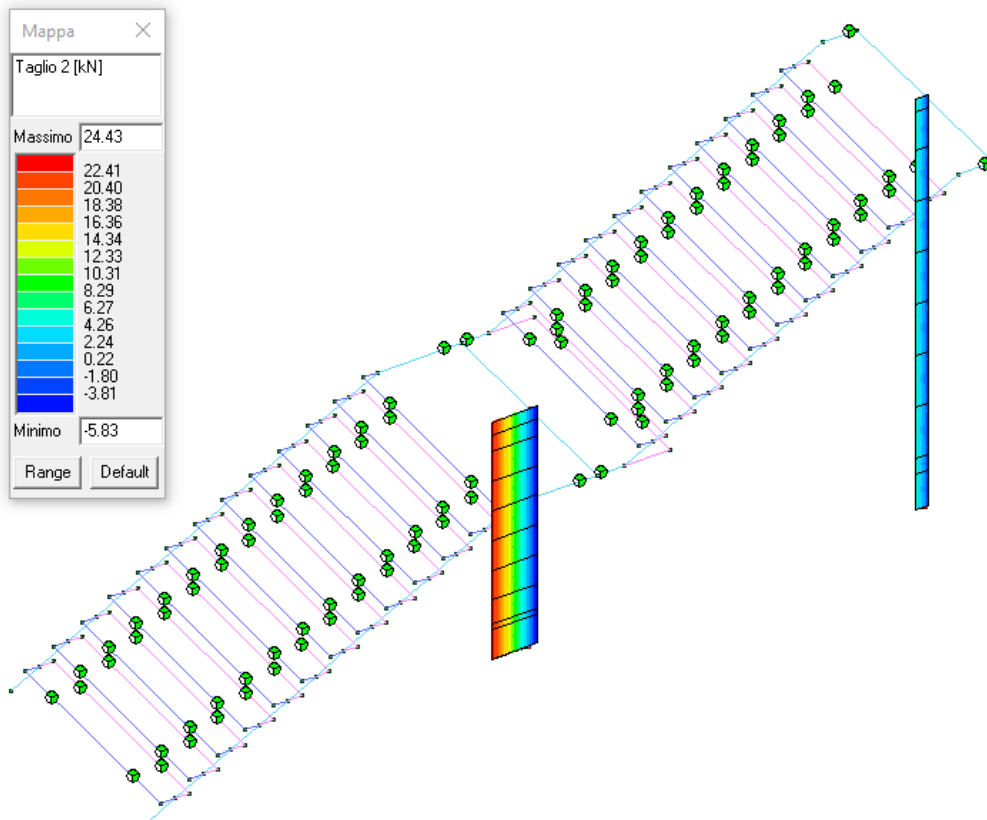 Mappa
Taglio 2 [kN]
Massimo 24.43
22.41
20.40
18.38
16.36
14.34
12.33
10.31
8.29
6.27
4.26
2.24
0.22
-1.80
-3.81
Minimo -5.83
Range Default